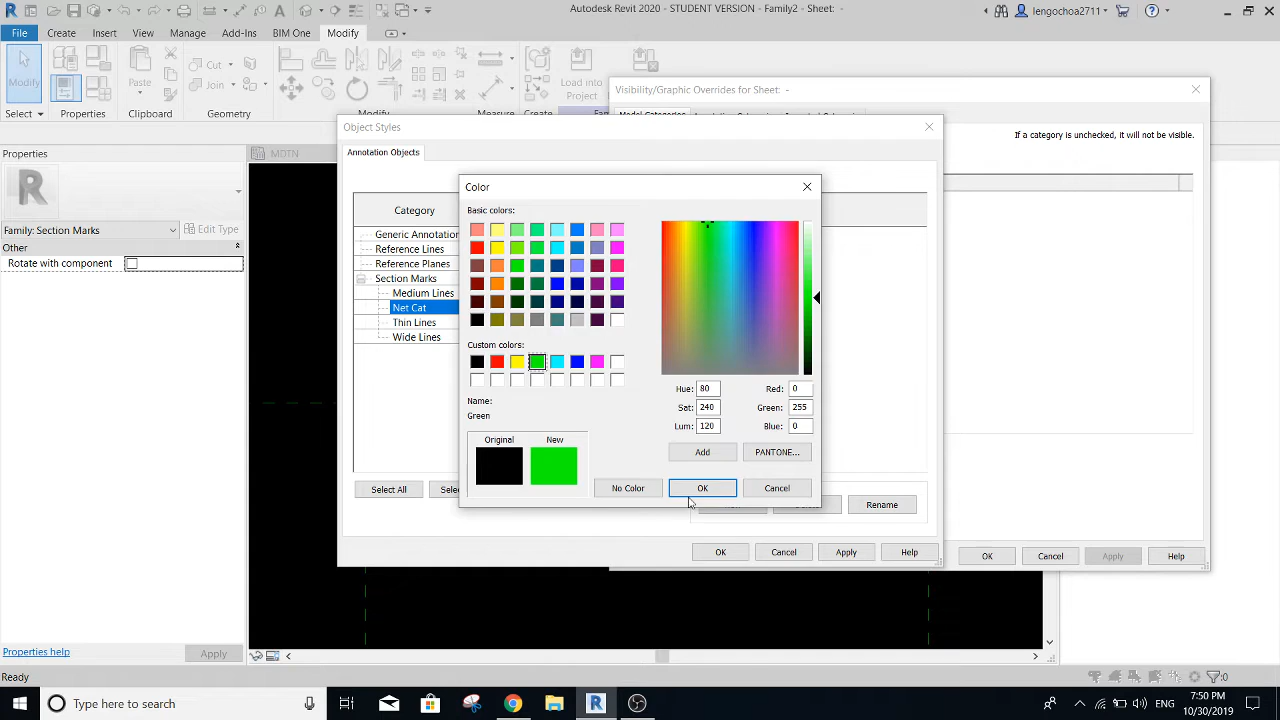 Autodesk Revit 2020 - STUDENT VERSION - Family2 - Sheet: -
lengochoa2711
File Create Insert View Manage Add-Ins BIM One Modify
Modify
Paste
Cut
Join
Load into
Project
Select Properties Clipboard Geometry Modify Measure Create
Visibility/Graphic Overrides for Sheet: -
If a category is unchecked, it will not be visible.
Properties
MDTN
Family: Section Marks
Edit Type
Other
Rotate with component
Object Styles
Annotation Objects
Category
Generic Annotation
Reference Lines
Reference Planes
Section Marks
Medium Lines
Net Cat
Thin Lines
Wide Lines
Color
Basic colors:
Custom colors:
Name:
Green
Original New
Hue: 80 Red: 0
Sat: 240 Green: 255
Lum: 120 Blue: 0
Add PANTONE...
No Color OK Cancel
Select All
Rename
OK Cancel Apply Help
OK Cancel Apply Help
Properties help
Apply
Ready
:0
Type here to search
ENG
7:50 PM
10/30/2019